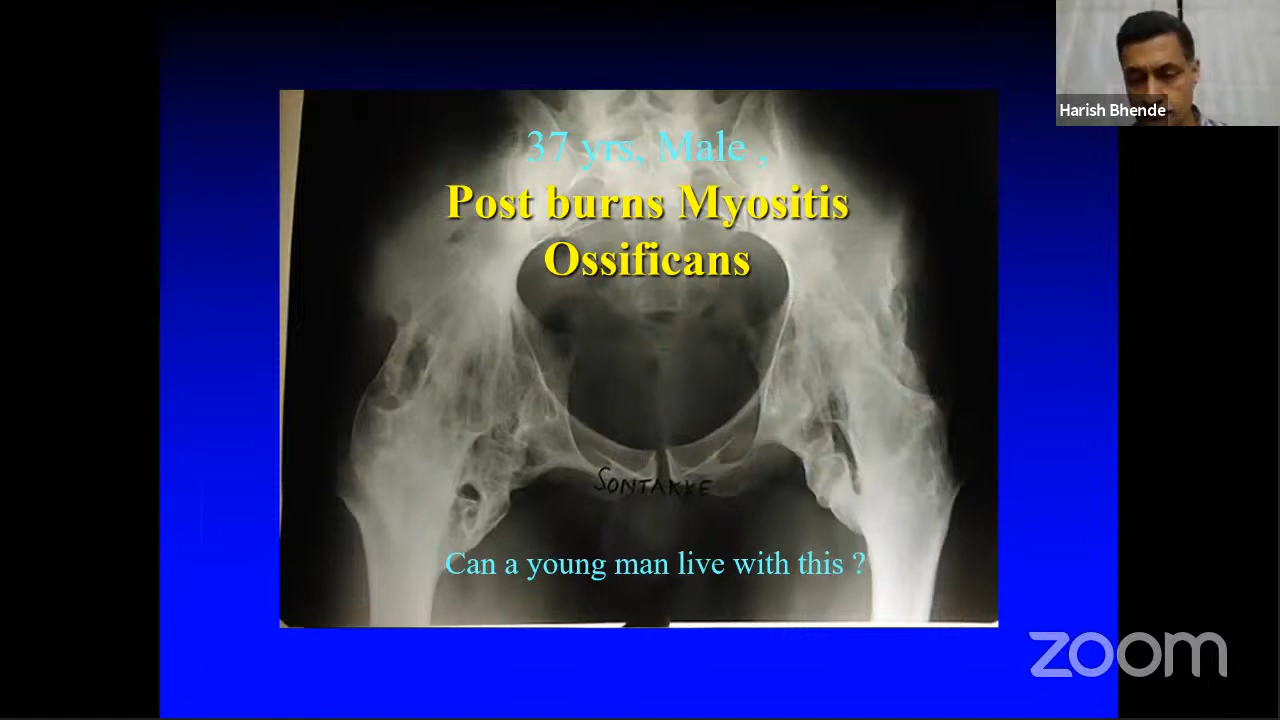 Harish Bhende
37 yrs, Male ,
Post burns Myositis
Ossificans
SONTAKKE
Can a young man live with this ?
zoom